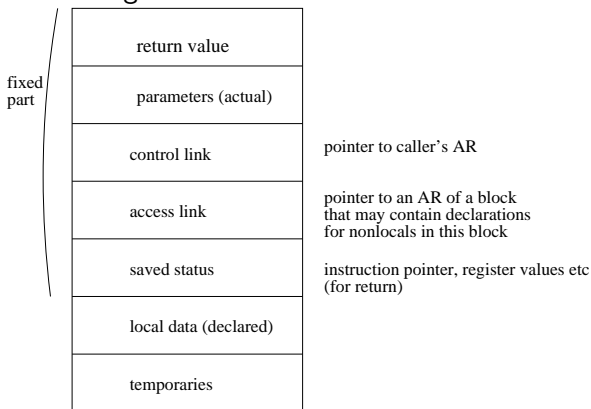 return value
fixed
part
parameters (actual)
control link
pointer to caller's AR
access link
pointer to an AR of a block
that may contain declarations
for nonlocals in this block
saved status
instruction pointer, register values etc
(for return)
local data (declared)
temporaries